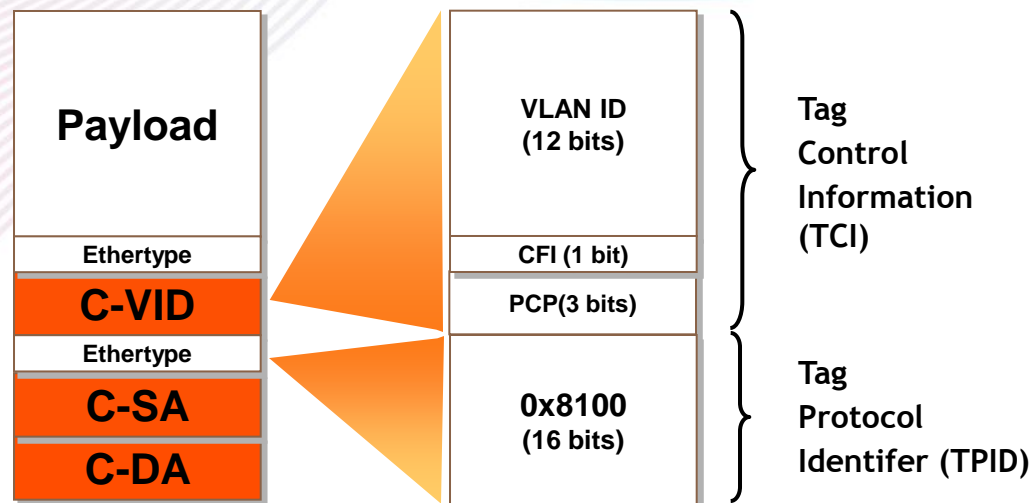 Payload
Ethertype
C-VID
Ethertype
C-SA
C-DA
VLAN ID
(12 bits)
CFI (1 bit)
PCP(3 bits)
0x8100
(16 bits)
Tag
Control
Information
(TCI)
Tag
Protocol
Identifer (TPID)